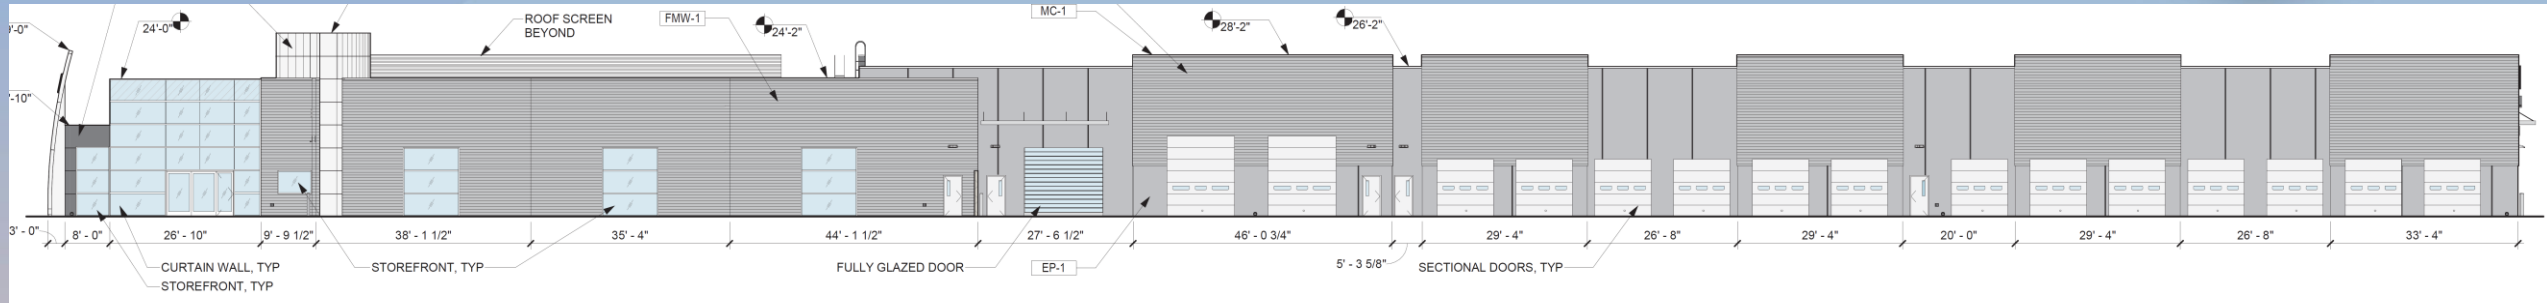 24'-0"
ROOF SCREEN
BEYOND
FMW-1
24'-2"
MC-1
28'-2"
26'-2"
3' - 0"
8' - 0"
26' - 10"
9' - 9 1/2"
38' - 1 1/2"
35' - 4"
44' - 1 1/2"
27' - 6 1/2"
46' - 0 3/4"
5' - 3 5/8"
29' - 4"
26' - 8"
29' - 4"
20' - 0"
29' - 4"
26' - 8"
33' - 4"
CURTAIN WALL, TYP
STOREFRONT, TYP
STOREFRONT, TYP
FULLY GLAZED DOOR
EP-1
SECTIONAL DOORS, TYP